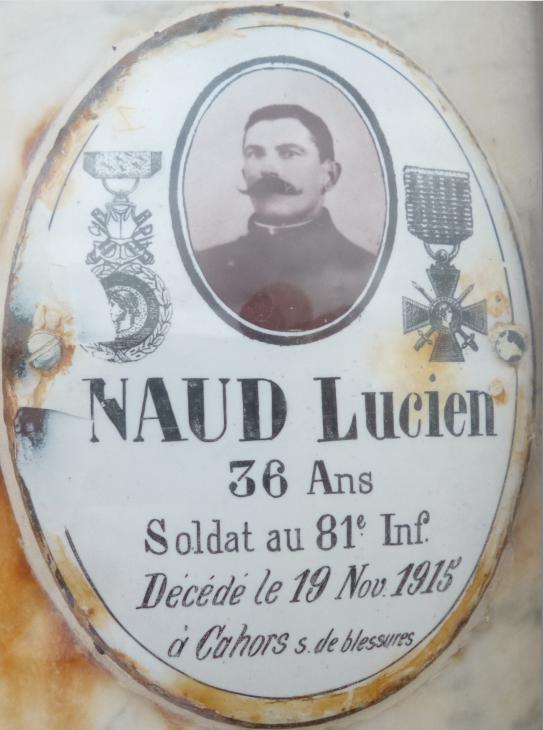 NAUD Lucien
36 Ans
Soldat au 81e Inf.
Décédé le 19 Nov. 1915
à Cahors s. de blessures